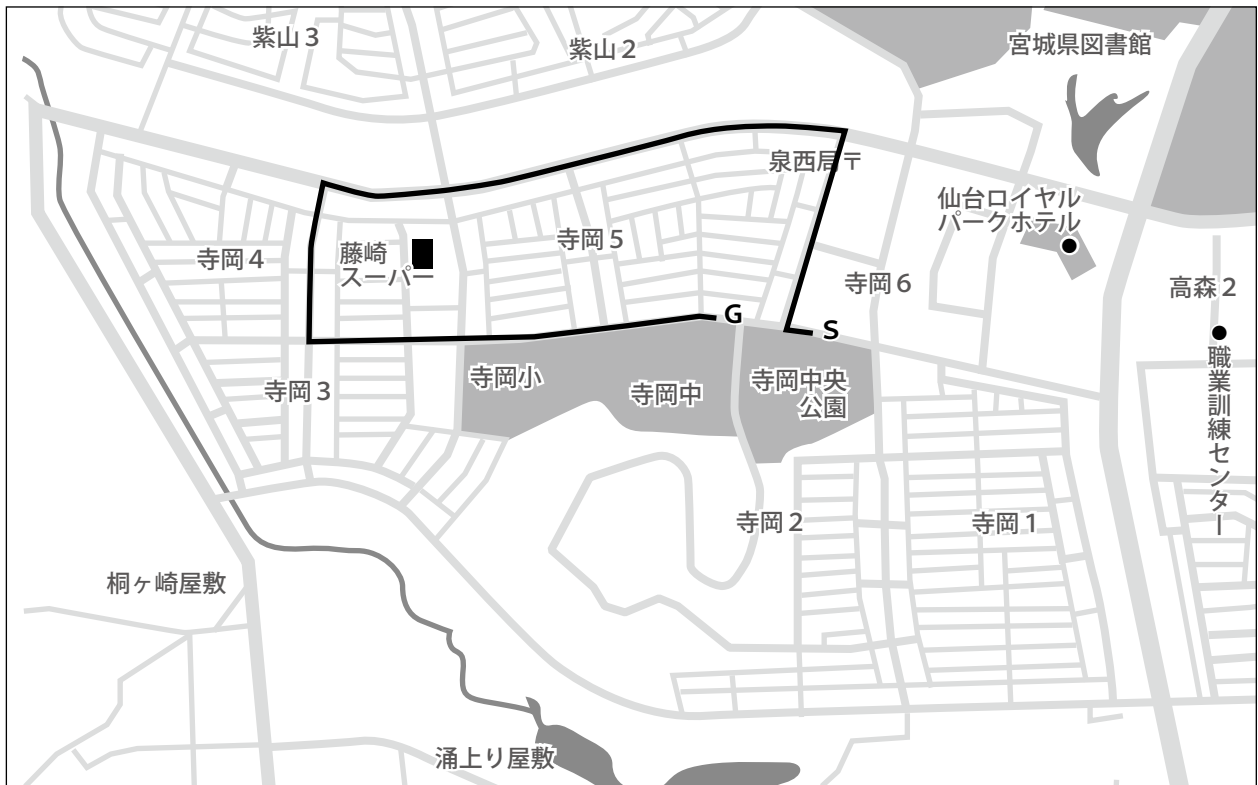 紫山3
紫山2
宮城県図書館
泉西局〒
仙台ロイヤル
パークホテル
寺岡4
藤崎
スーパー
寺岡5
寺岡6
高森2
G
S
職業訓練センター
寺岡3
寺岡小
寺岡中
寺岡中央
公園
寺岡2
寺岡1
桐ヶ崎屋敷
涌上り屋敷